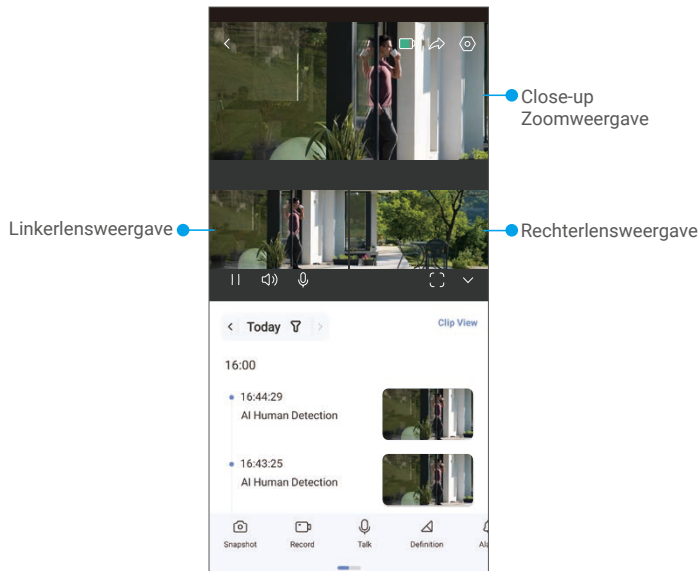 Close-up
Zoomweergave
Linkerlensweergave
Rechterlensweergave
Today
Clip View
16:00
16:44:29
AI Human Detection
16:43:25
AI Human Detection
Snapshot
Record
Talk
Definition